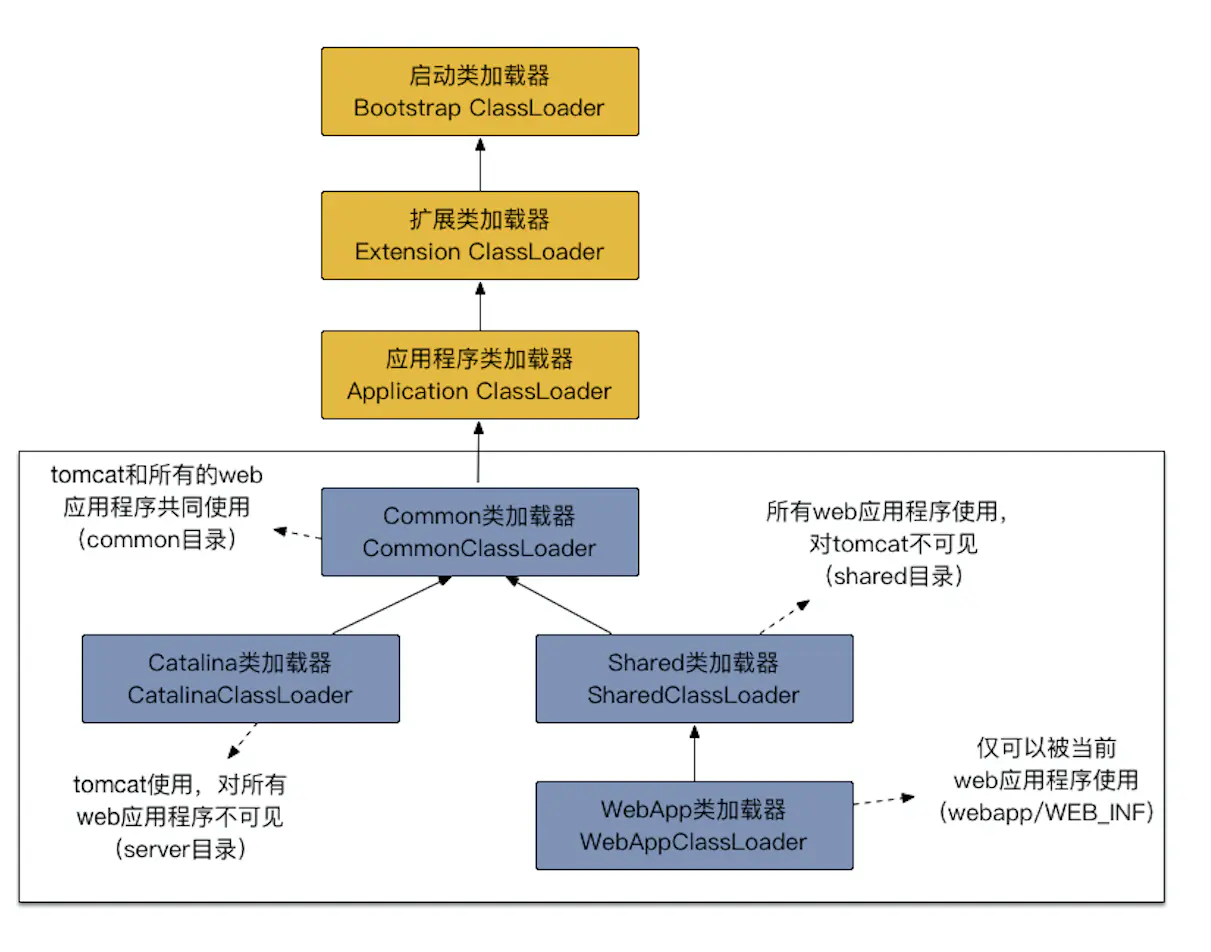 启动类加载器
Bootstrap ClassLoader
扩展类加载器
Extension ClassLoader
应用程序类加载器
Application ClassLoader
tomcat和所有的web
应用程序共同使用
（common目录）
Common类加载器
CommonClassLoader
所有web应用程序使用，
对tomcat不可见
（shared目录）
Catalina类加载器
CatalinaClassLoader
Shared类加载器
SharedClassLoader
tomcat使用，对所有
web应用程序不可见
（server目录）
WebApp类加载器
WebAppClassLoader
仅可以被当前
web应用程序使用
（webapp/WEB_INF）